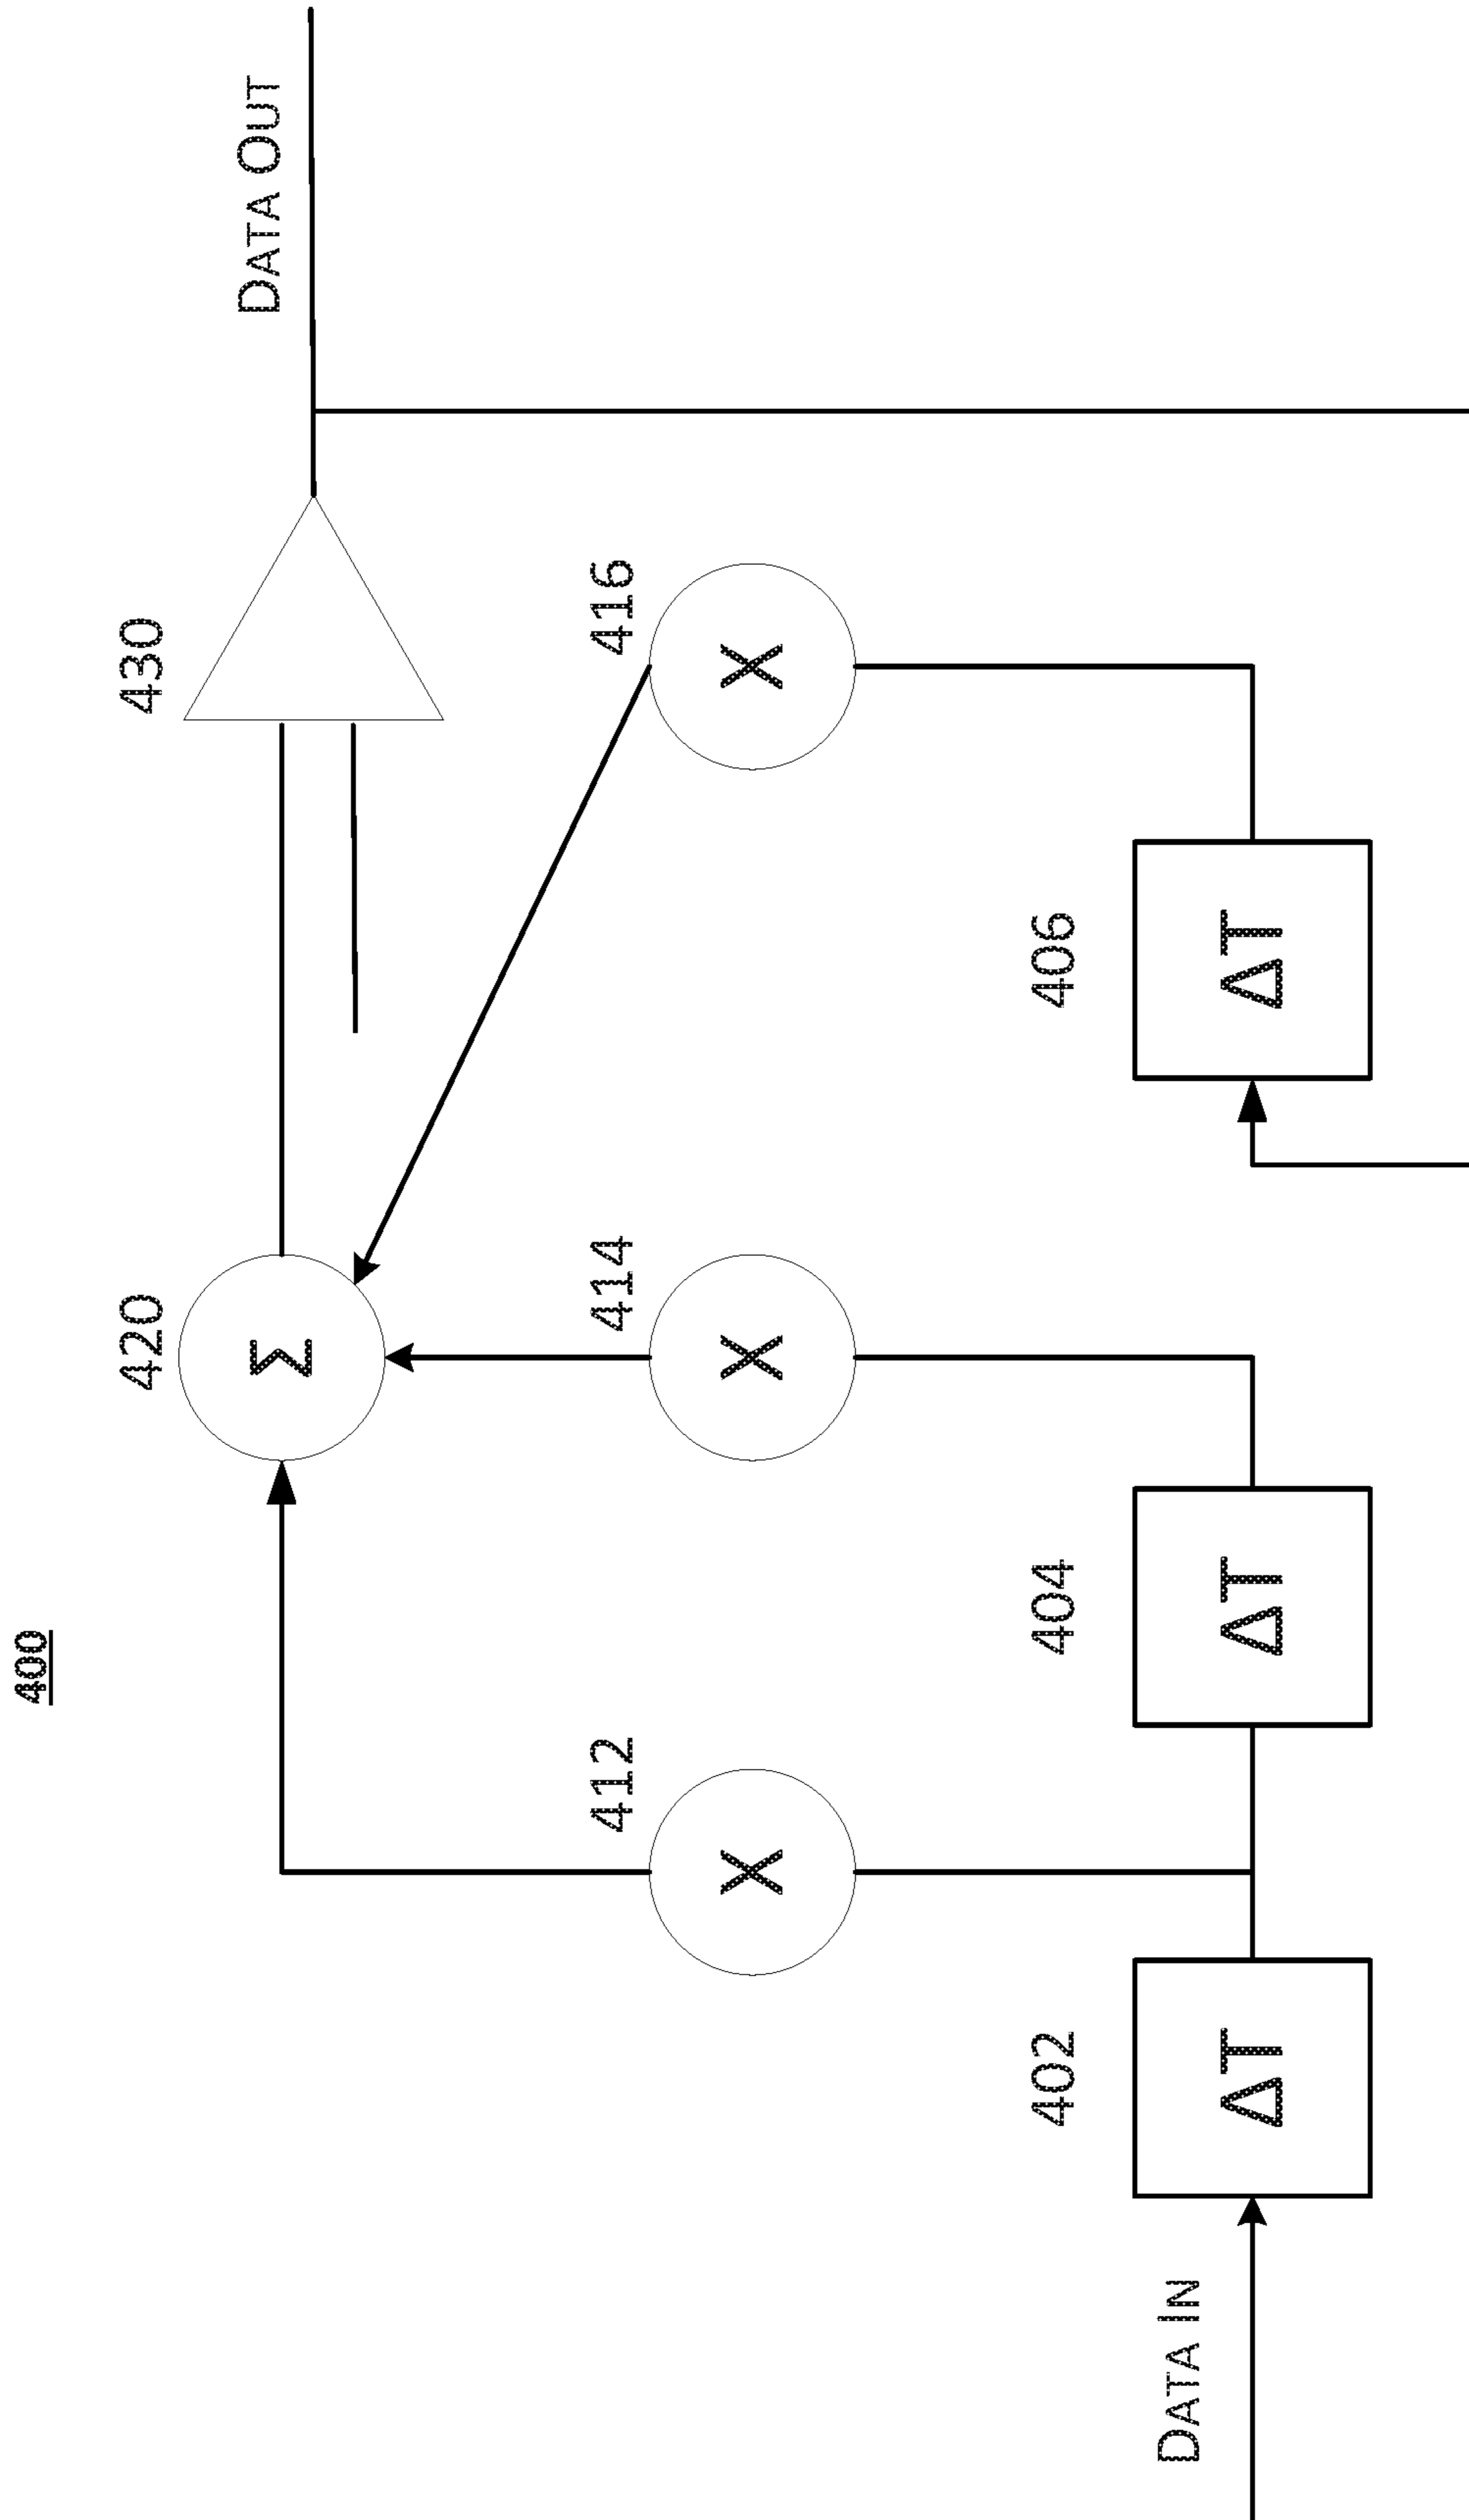 400
420
430
DATA OUT
412
414
416
Σ
X
X
X
402
404
406
ΔT
ΔT
ΔT
DATA IN